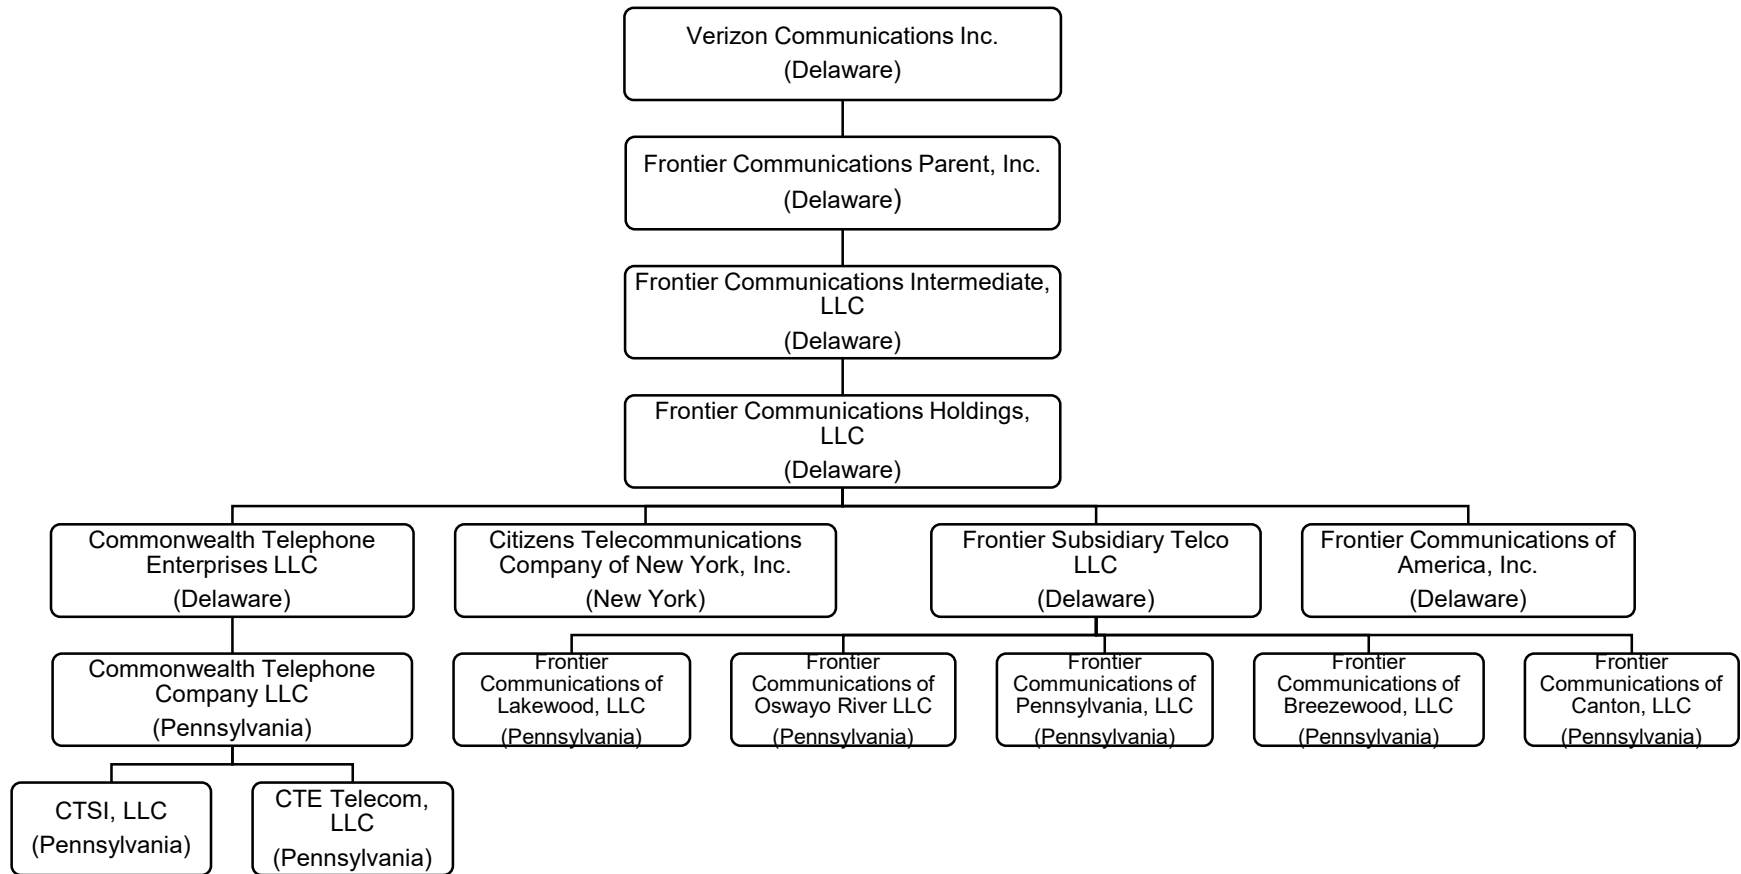 Verizon Communications Inc.
(Delaware)
Frontier Communications Parent, Inc.
(Delaware)
Frontier Communications Intermediate,
LLC
(Delaware)
Frontier Communications Holdings,
LLC
(Delaware)
Commonwealth Telephone
Enterprises LLC
(Delaware)
Citizens Telecommunications
Company of New York, Inc.
(New York)
Frontier Subsidiary Telco
LLC
(Delaware)
Frontier Communications of
America, Inc.
(Delaware)
Commonwealth Telephone
Company LLC
(Pennsylvania)
Frontier
Communications of
Lakewood, LLC
(Pennsylvania)
Frontier
Communications of
Oswayo River LLC
(Pennsylvania)
Frontier
Communications of
Pennsylvania, LLC
(Pennsylvania)
Frontier
Communications of
Breezewood, LLC
(Pennsylvania)
Frontier
Communications of
Canton, LLC
(Pennsylvania)
CTSI, LLC
(Pennsylvania)
CTE Telecom,
LLC
(Pennsylvania)